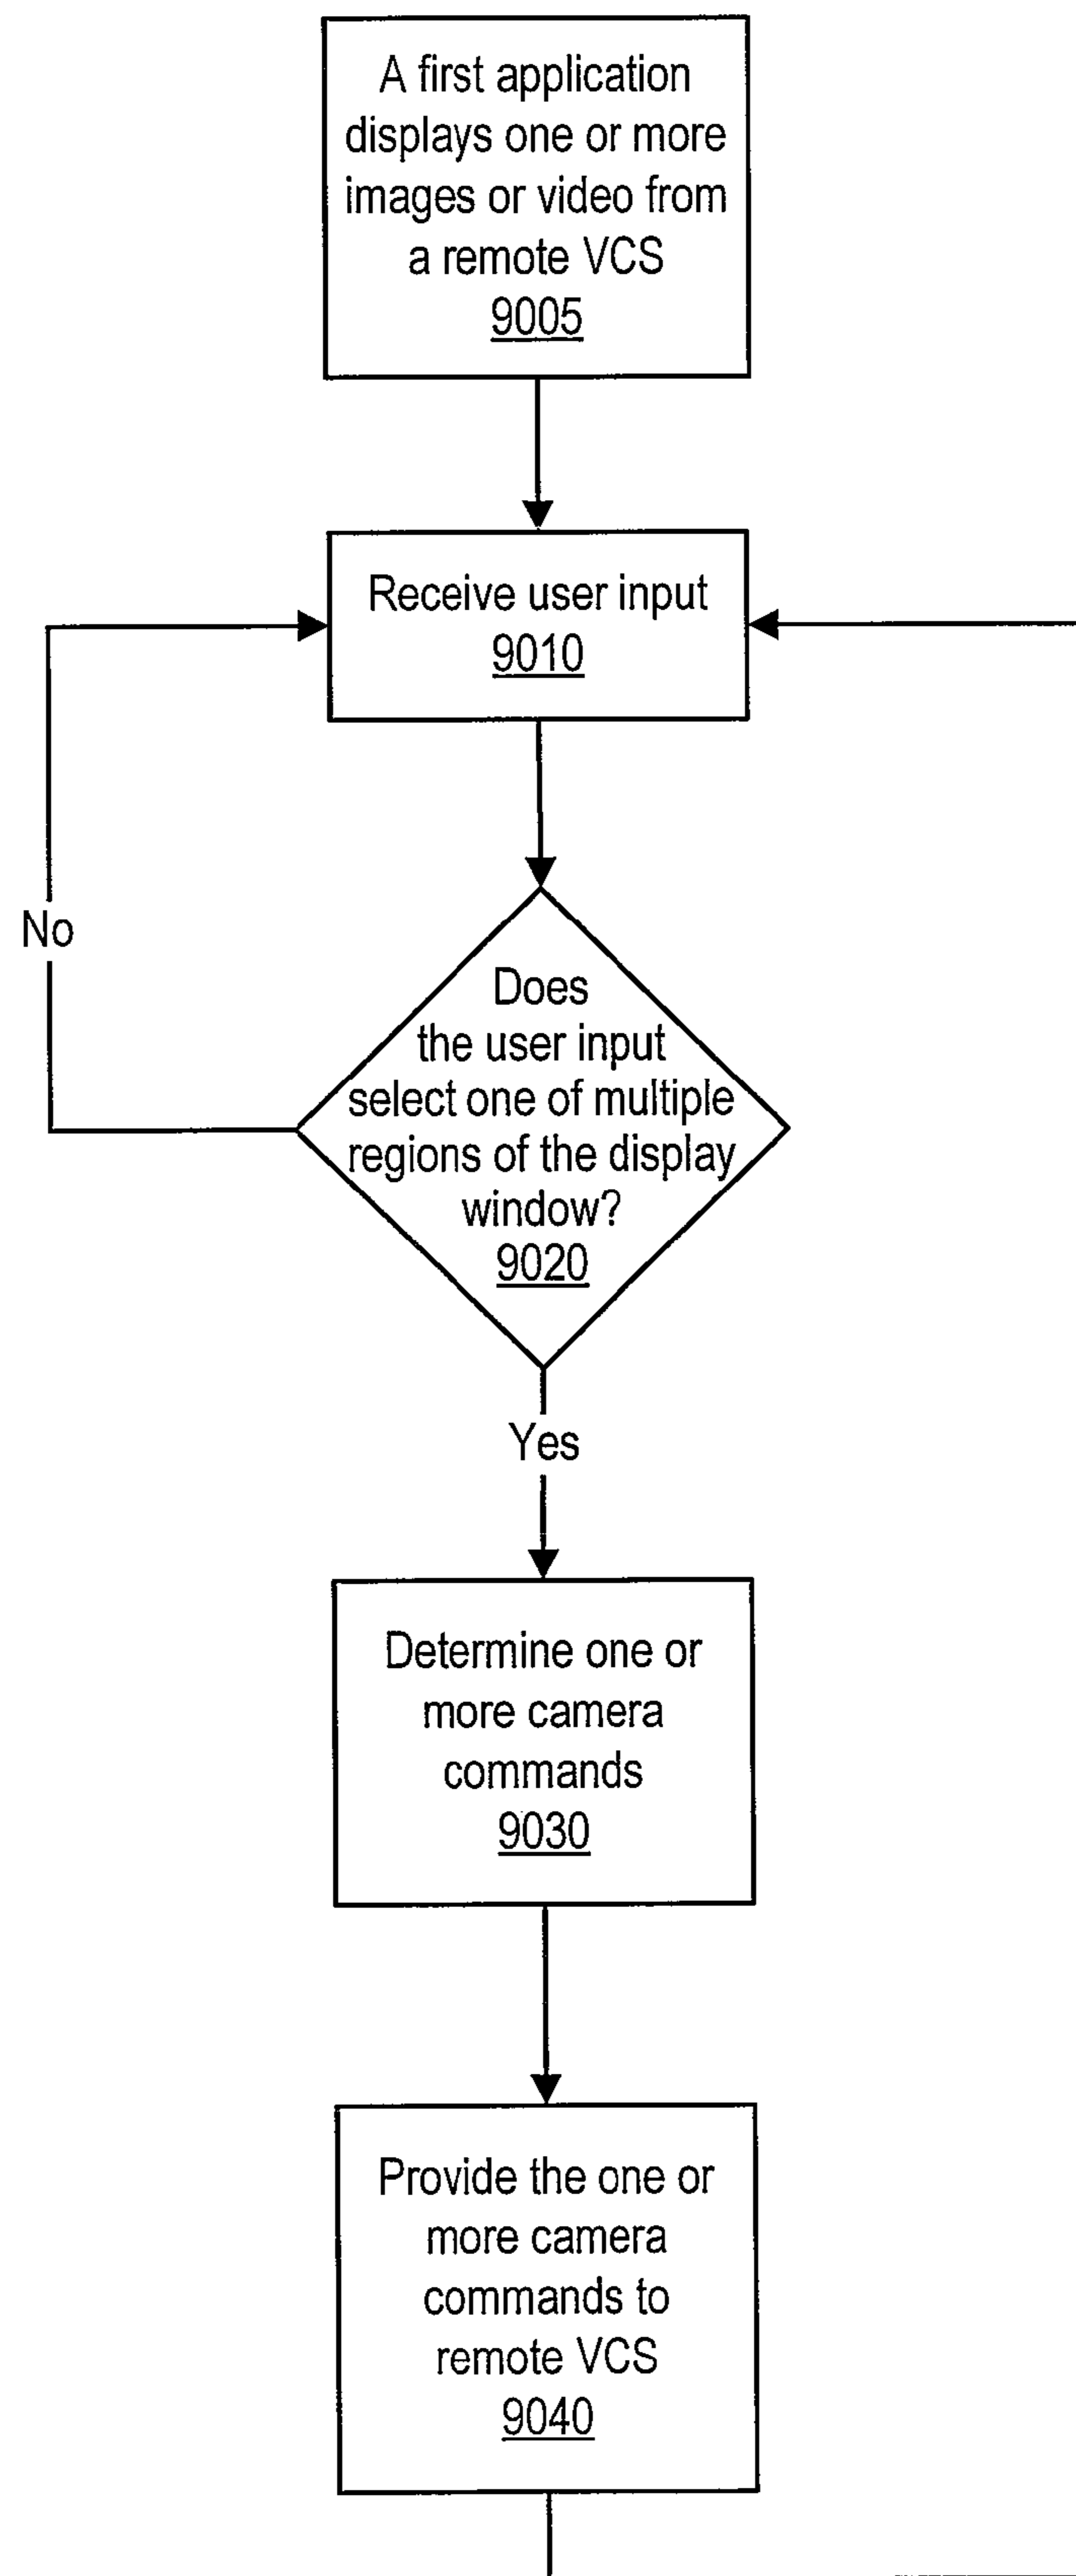 A first application
displays one or more
images or video from
a remote VCS
9005
Receive user input
9010
No
Does
the user input
select one of multiple
regions of the display
window?
9020
Yes
Determine one or
more camera
commands
9030
Provide the one or
more camera
commands to
remote VCS
9040